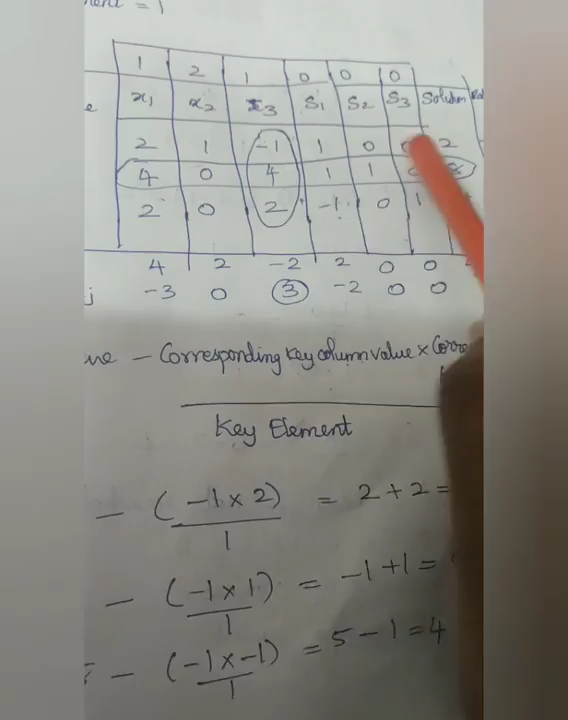 = 1
1 2 1 0 0 0
x₁ x₂ x₃ S₁ S₂ S₃ Solution
2 1 -1 1 0 2
4 0 4 1 1 8
2 0 2 -1 0 1
4 2 -2 2 0 0
j -3 0 3 -2 0 0
- Corresponding Key column value ×
Key Element
- (-1 × 2) = 2 + 2 =
1
- (-1 × 1) = -1 + 1 =
1
- (-1 × -1) = 5 - 1 = 4
1